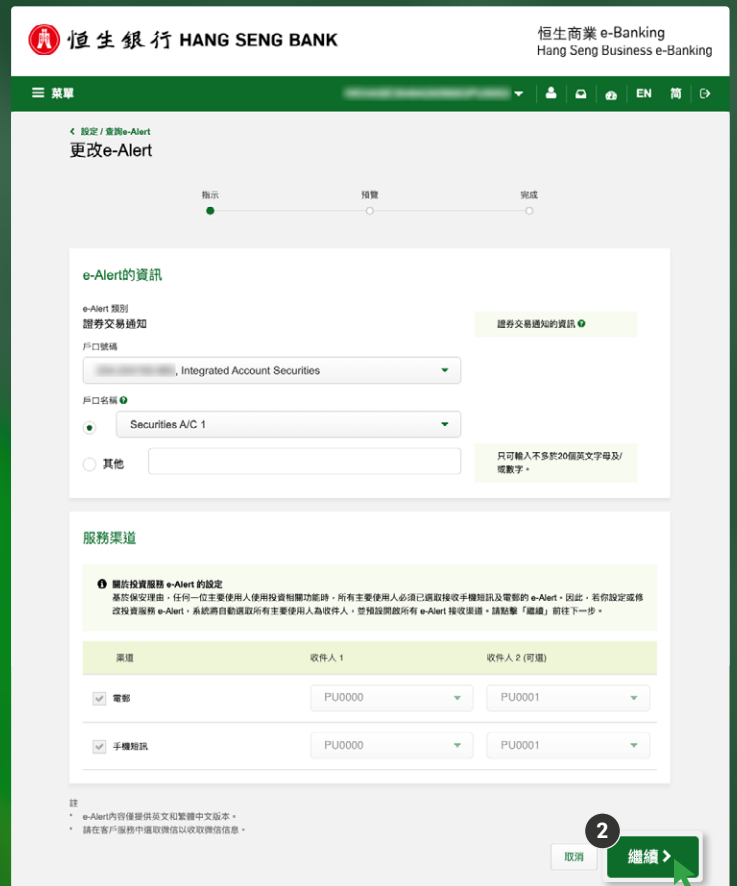 恒生銀行 HANG SENG BANK
恒生商業 e-Banking
Hang Seng Business e-Banking
菜單
EN
简
設定 / 查詢e-Alert
更改e-Alert
指示
預覽
完成
e-Alert的資訊
e-Alert 類別
證券交易通知
證券交易通知的資訊
戶口號碼
, Integrated Account Securities
戶口名稱
Securities A/C 1
其他
只可輸入不多於20個英文字母及/
或數字。
服務渠道
關於投資服務 e-Alert 的設定
基於保安理由，任何一位主要使用人使用投資相關功能時，所有主要使用人必須已選取接收手機短訊及電郵的 e-Alert。因此，若你設定或修
改投資服務 e-Alert，系統將自動選取所有主要使用人為收件人，並預設開啟所有 e-Alert 接收渠道。請點擊「繼續」前往下一步。
渠道
收件人 1
收件人 2 (可選)
電郵
PU0000
PU0001
手機短訊
PU0000
PU0001
註
* e-Alert內容僅提供英文和繁體中文版本。
* 請在客戶服務中選取微信以收取微信信息。
2
取消
繼續